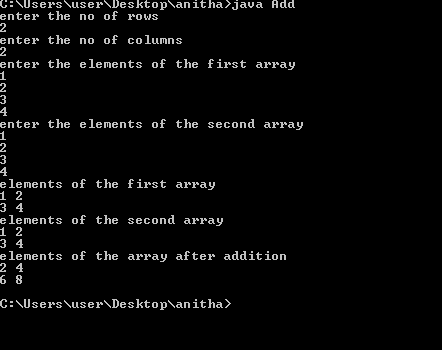 C:\Users\user\Desktop\anitha>java Add
enter the no of rows
2
enter the no of columns
2
enter the elements of the first array
1
2
3
4
enter the elements of the second array
1
2
3
4
elements of the first array
1 2
3 4
elements of the second array
1 2
3 4
elements of the array after addition
2 4
6 8
C:\Users\user\Desktop\anitha>